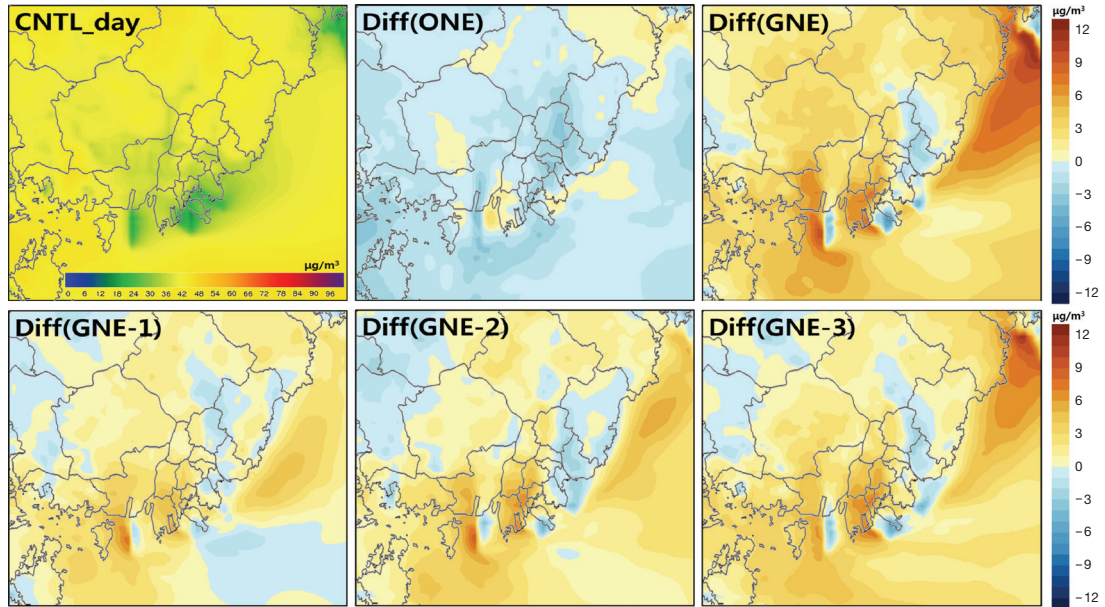 CNTL_day
Diff(ONE)
Diff(GNE)
µg/m³
12
9
6
3
0
−3
−6
−9
−12
µg/m³
0 12 18 24 30 36 42 48 54 60 66 72 78 84 90 96
Diff(GNE-1)
Diff(GNE-2)
Diff(GNE-3)
µg/m³
12
9
6
3
0
−3
−6
−9
−12